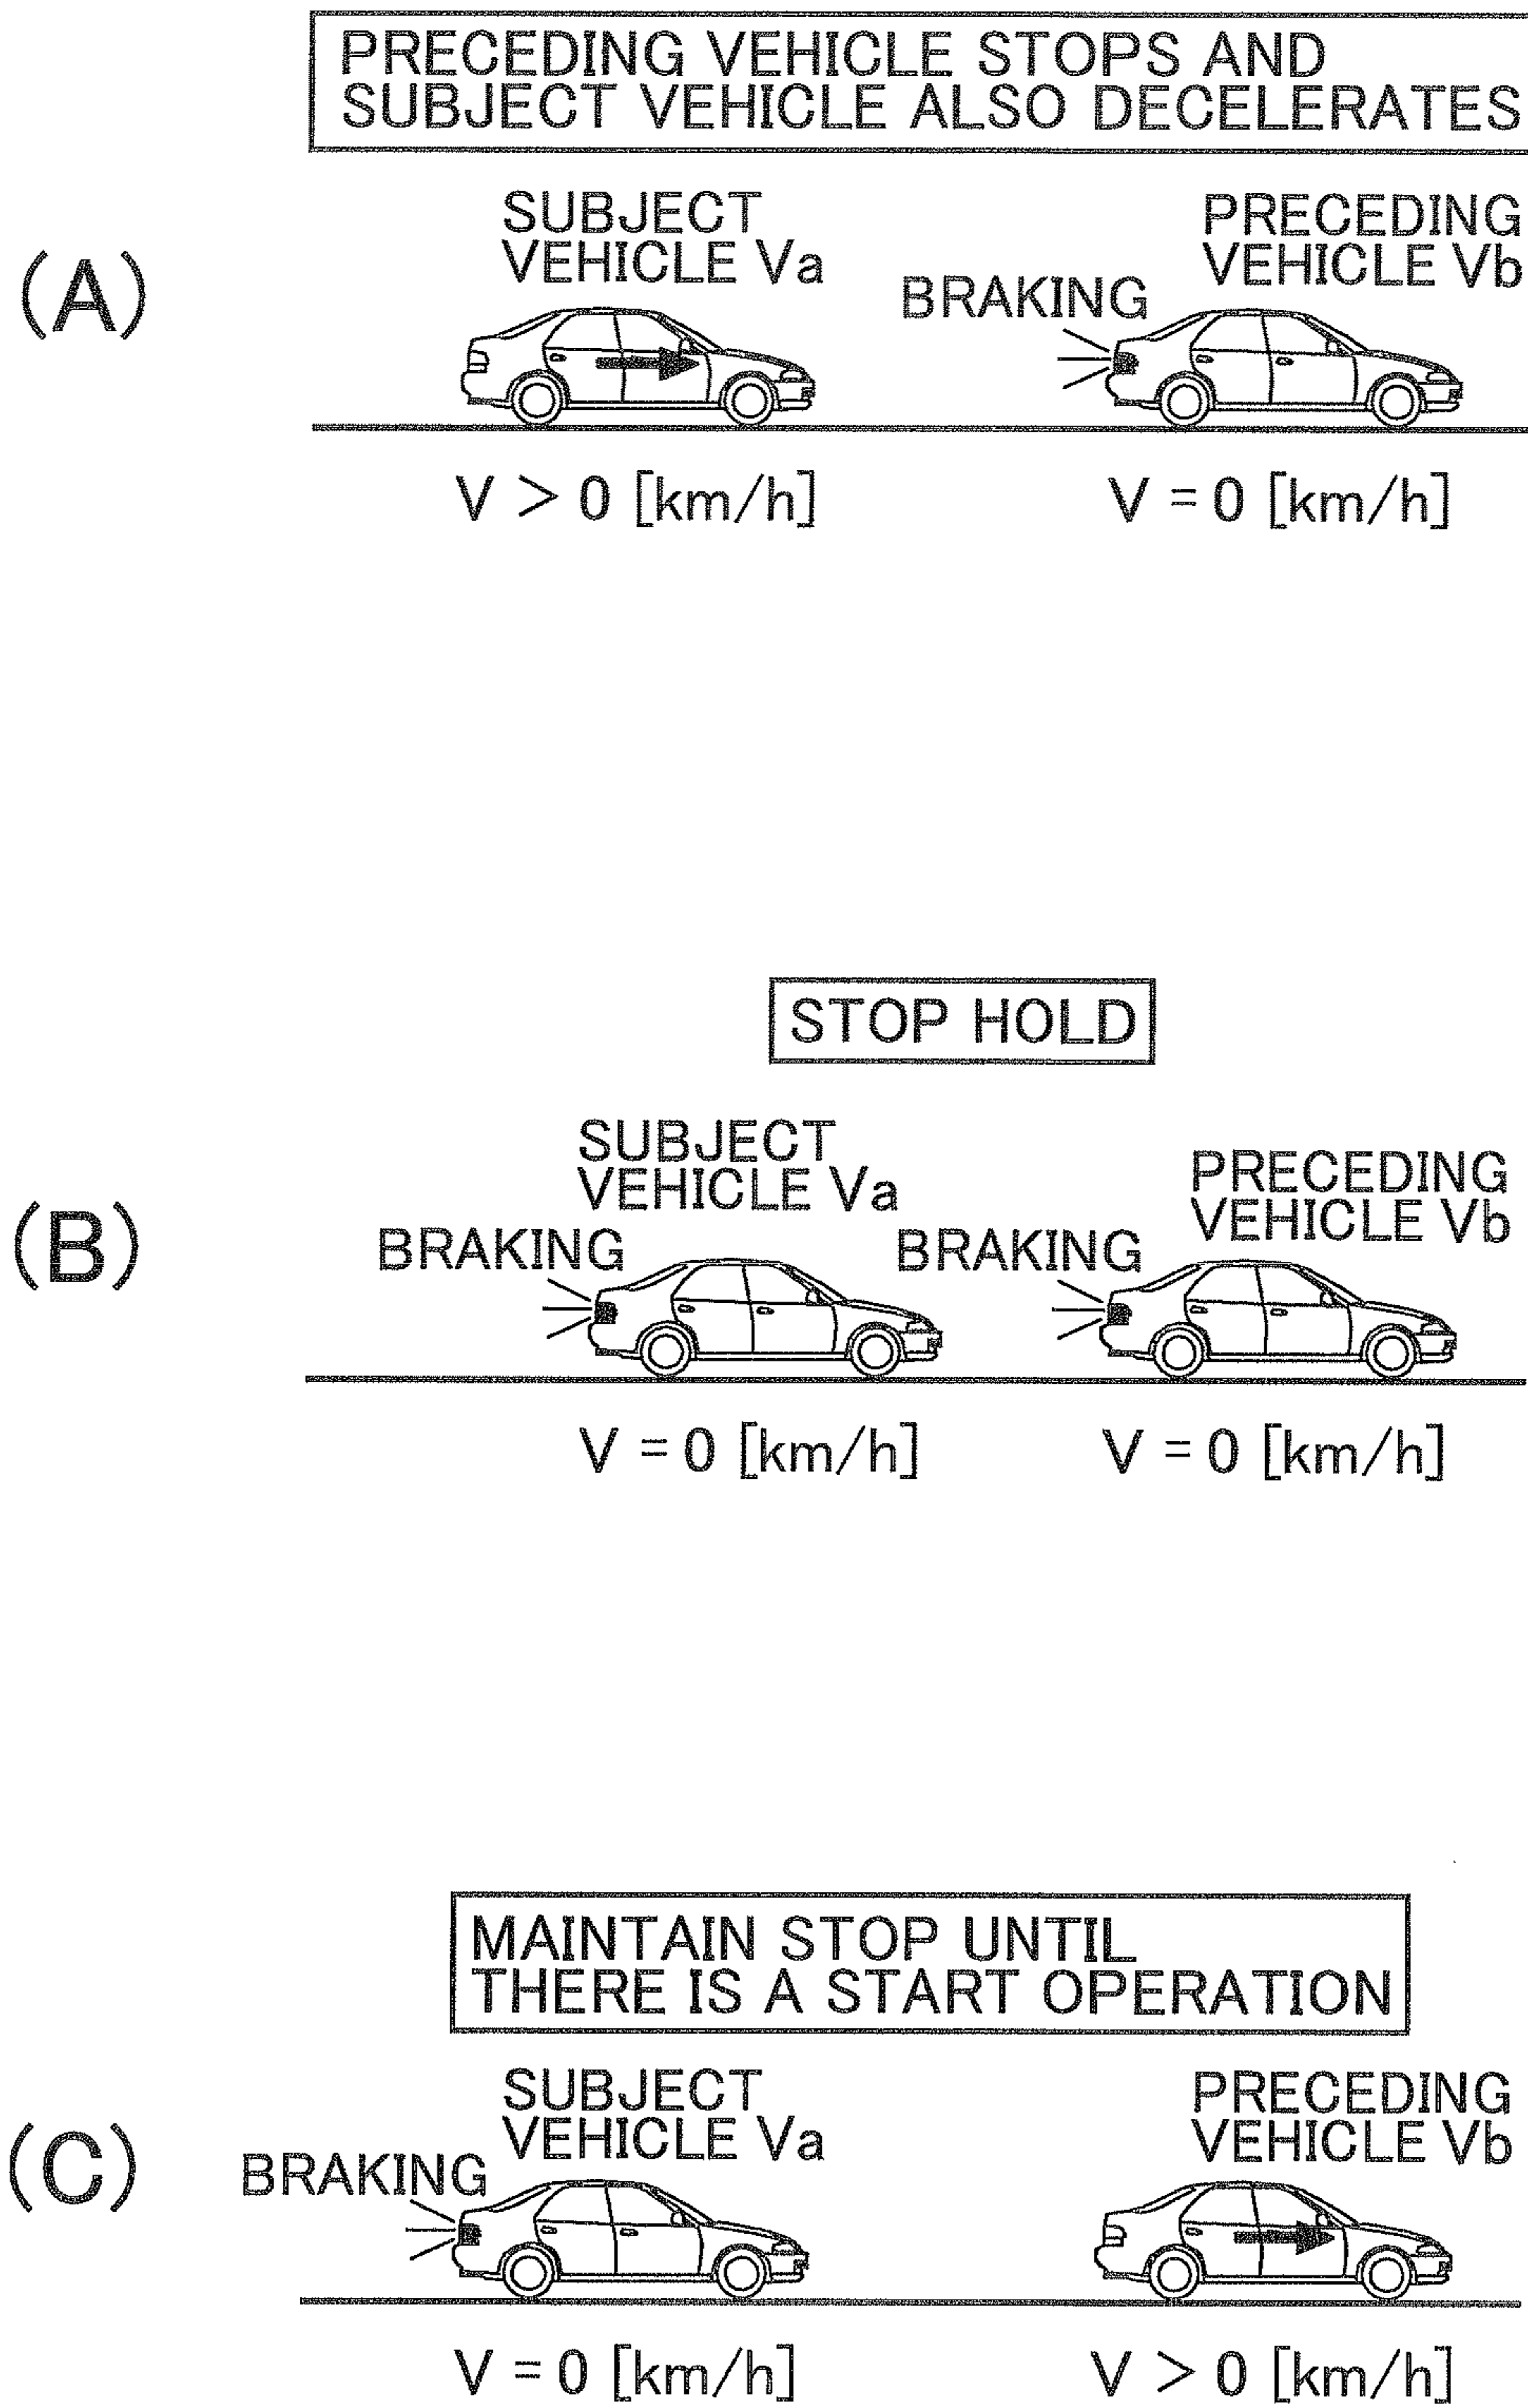 PRECEDING VEHICLE STOPS AND
SUBJECT VEHICLE ALSO DECELERATES
(A)
SUBJECT
VEHICLE Va
BRAKING
PRECEDING
VEHICLE Vb
V > 0 [km/h]
V = 0 [km/h]
STOP HOLD
(B)
BRAKING
SUBJECT
VEHICLE Va
BRAKING
PRECEDING
VEHICLE Vb
V = 0 [km/h]
V = 0 [km/h]
MAINTAIN STOP UNTIL
THERE IS A START OPERATION
(C)
BRAKING
SUBJECT
VEHICLE Va
PRECEDING
VEHICLE Vb
V = 0 [km/h]
V > 0 [km/h]